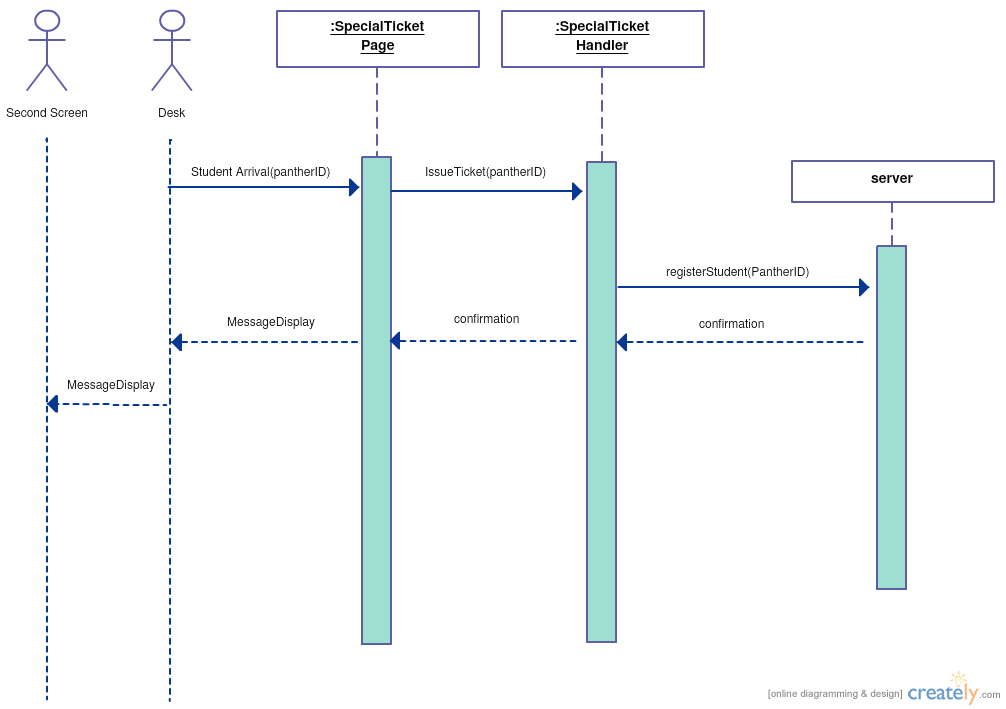 :SpecialTicket
Page
:SpecialTicket
Handler
Second Screen
Desk
Student Arrival(pantherID)
IssueTicket(pantherID)
server
registerStudent(PantherID)
MessageDisplay
confirmation
confirmation
MessageDisplay
[online diagramming & design] creately.com